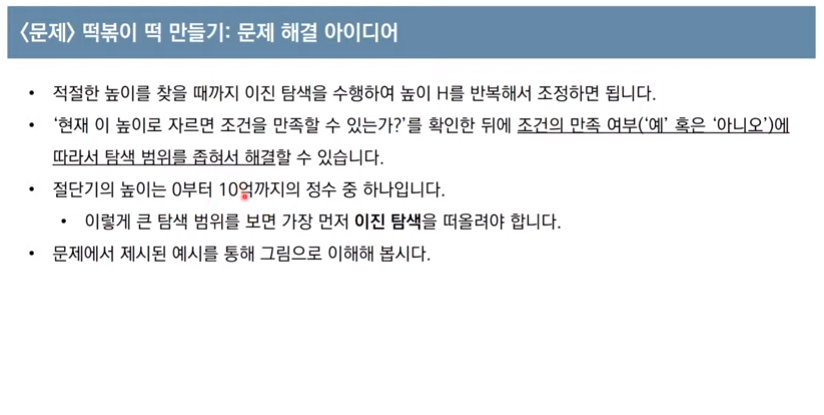 〈문제〉 떡볶이 떡 만들기: 문제 해결 아이디어
• 적절한 높이를 찾을 때까지 이진 탐색을 수행하여 높이 H를 반복해서 조정하면 됩니다.
• ‘현재 이 높이로 자르면 조건을 만족할 수 있는가?’를 확인한 뒤에 조건의 만족 여부(‘예’ 혹은 ‘아니오’)에
따라서 탐색 범위를 좁혀서 해결할 수 있습니다.
• 절단기의 높이는 0부터 10억까지의 정수 중 하나입니다.
• 이렇게 큰 탐색 범위를 보면 가장 먼저 이진 탐색을 떠올려야 합니다.
• 문제에서 제시된 예시를 통해 그림으로 이해해 봅시다.